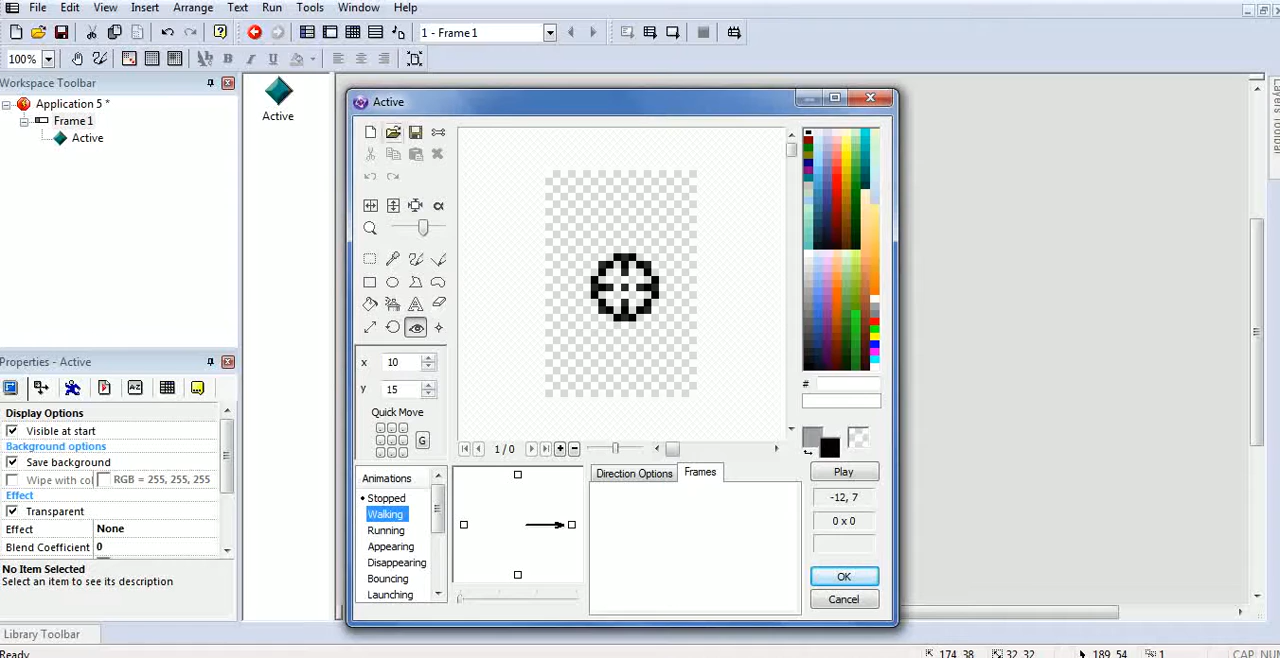 File Edit View Insert Arrange Text Run Tools Window Help
1 - Frame 1
100%
Workspace Toolbar
Application 5 *
Frame 1
Active
Active
Active
Layers Toolbar
x 10
y 15
Quick Move
G
1 / 0
#
Animations
Stopped
Walking
Running
Appearing
Disappearing
Bouncing
Launching
Direction Options Frames
Play
-12, 7
0 x 0
OK
Cancel
Properties - Active
Display Options
Visible at start
Background options
Save background
Wipe with col RGB = 255, 255, 255
Effect
Transparent
Effect None
Blend Coefficient 0
No Item Selected
Select an item to see its description
Library Toolbar
Ready
174, 38 32, 32 189, 54 1 CAP NUM